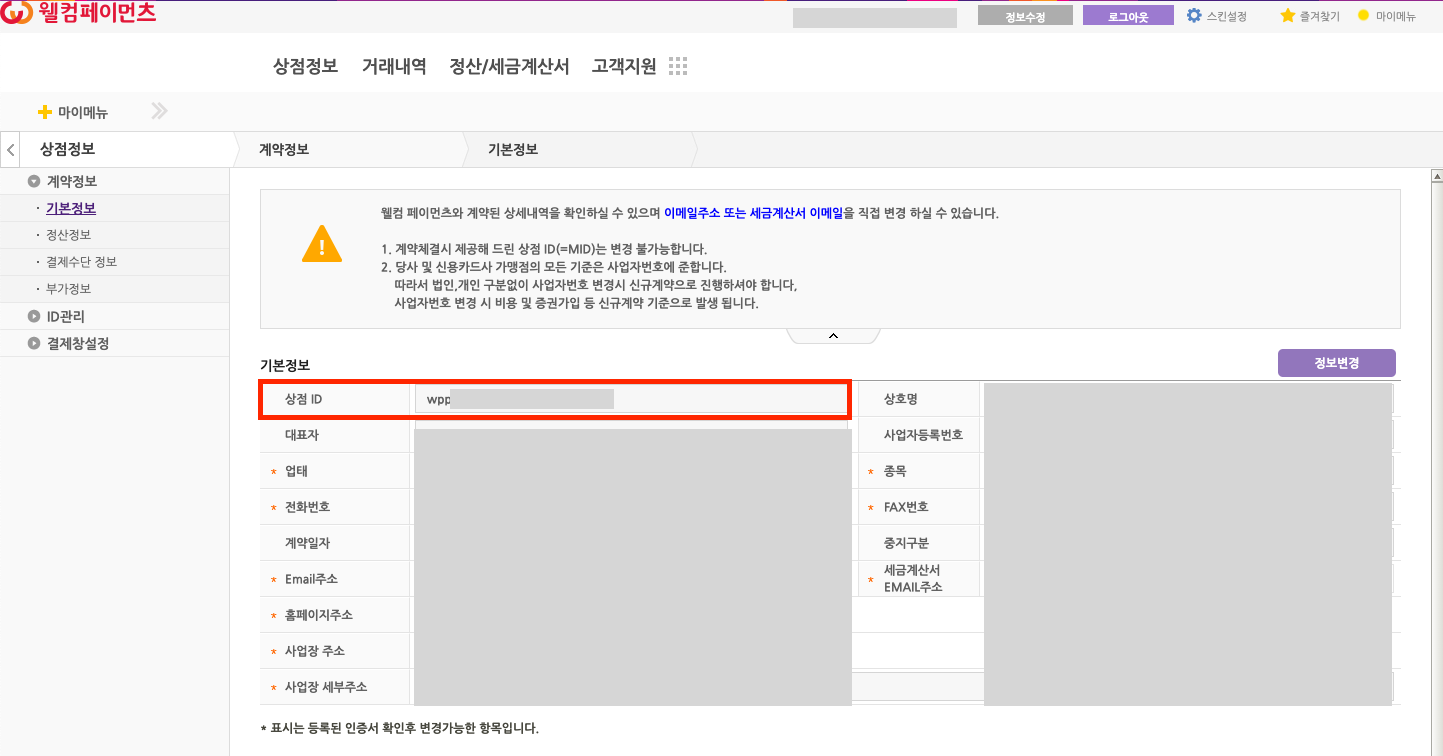 웰컴페이먼츠
정보수정
로그아웃
스킨설정
즐겨찾기
마이메뉴
상점정보
거래내역
정산/세금계산서
고객지원
마이메뉴
상점정보
계약정보
기본정보
계약정보
· 기본정보
· 정산정보
· 결제수단 정보
· 부가정보
ID관리
결제창설정
웰컴 페이먼츠와 계약된 상세내역을 확인하실 수 있으며 이메일주소 또는 세금계산서 이메일을 직접 변경 하실 수 있습니다.
1. 계약체결시 제공해 드린 상점 ID(=MID)는 변경 불가능합니다.
2. 당사 및 신용카드사 가맹점의 모든 기준은 사업자번호에 준합니다.
따라서 법인,개인 구분없이 사업자번호 변경시 신규계약으로 진행하셔야 합니다,
사업자번호 변경 시 비용 및 증권가입 등 신규계약 기준으로 발생 됩니다.
기본정보
정보변경
상점 ID
wpp
상호명
대표자
사업자등록번호
* 업태
* 종목
* 전화번호
* FAX번호
계약일자
중지구분
* Email주소
* 세금계산서
EMAIL주소
* 홈페이지주소
* 사업장 주소
* 사업장 세부주소
* 표시는 등록된 인증서 확인후 변경가능한 항목입니다.